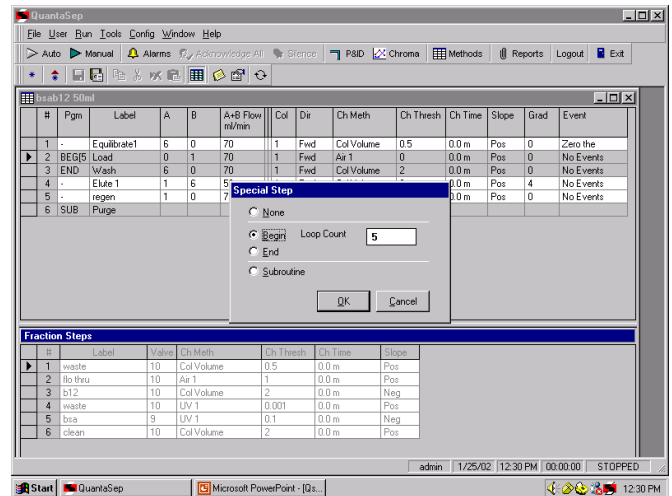 QuantaSep
File User Run Tools Config Window Help
Auto Manual Alarms Acknowledge All Silence P&ID Chroma Methods Reports Logout Exit
bsab12 50ml
# Pgm Label A B A+B Flow ml/min Col Dir Ch Meth Ch Thresh Ch Time Slope Grad Event
1 - Equilibrate1 6 0 70 1 Fwd Col Volume 0.5 0.0 m Pos 0 Zero the
2 BEG[5 Load 0 1 70 1 Fwd Air 1 0 0.0 m Pos 0 No Events
3 END Wash 6 0 70 1 Fwd Col Volume 2 0.0 m Pos 0 No Events
4 - Elute 1 1 6 0.0 m Pos 4 No Events
5 - regen 1 0 7 0.0 m Pos 0 No Events
6 SUB Purge
Special Step
None
Begin Loop Count 5
End
Subroutine
OK Cancel
Fraction Steps
# Label Valve Ch Meth Ch Thresh Ch Time Slope
1 waste 10 Col Volume 0.5 0.0 m Pos
2 flo thru 10 Air 1 1 0.0 m Pos
3 b12 10 Col Volume 2 0.0 m Neg
4 waste 10 UV 1 0.001 0.0 m Pos
5 bsa 9 UV 1 0.1 0.0 m Pos
6 clean 10 Col Volume 2 0.0 m Pos
admin 1/25/02 12:30 PM 00:00:00 STOPPED
Start QuantaSep Microsoft PowerPoint - [Qs... 12:30 PM